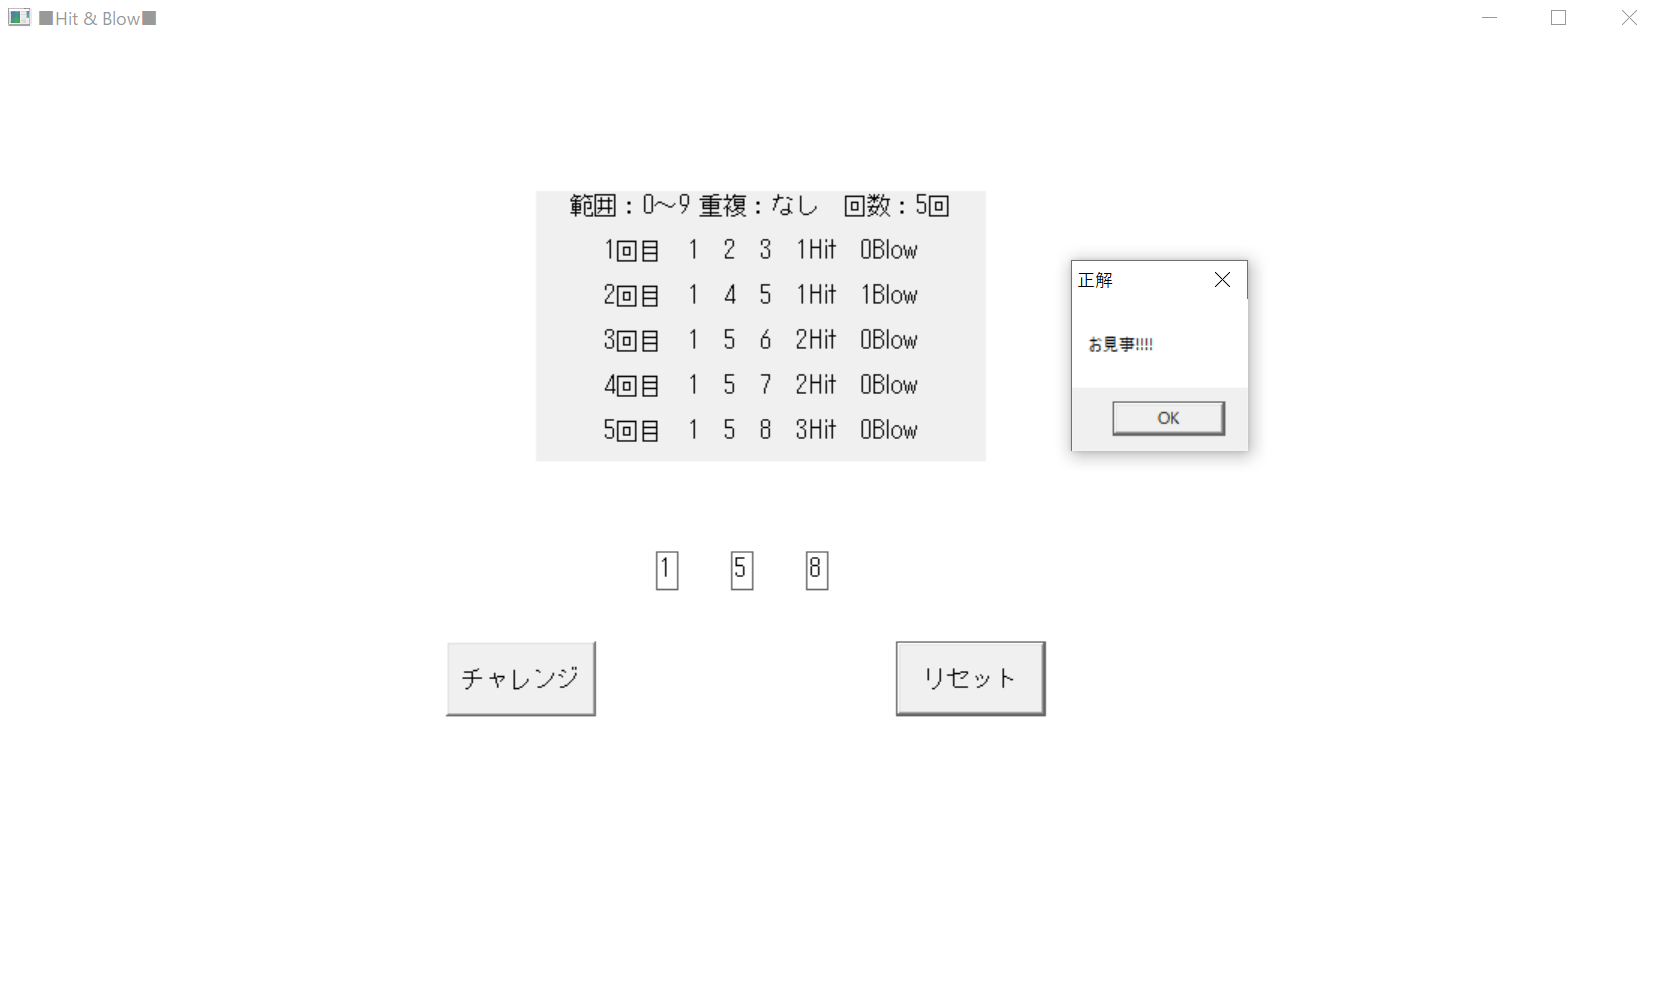 ■Hit & Blow■
範囲：0～9 重複：なし　回数：5回
1回目 1 2 3 1Hit 0Blow
2回目 1 4 5 1Hit 1Blow
3回目 1 5 6 2Hit 0Blow
4回目 1 5 7 2Hit 0Blow
5回目 1 5 8 3Hit 0Blow
正解
お見事!!!!
OK
1 5 8
チャレンジ リセット